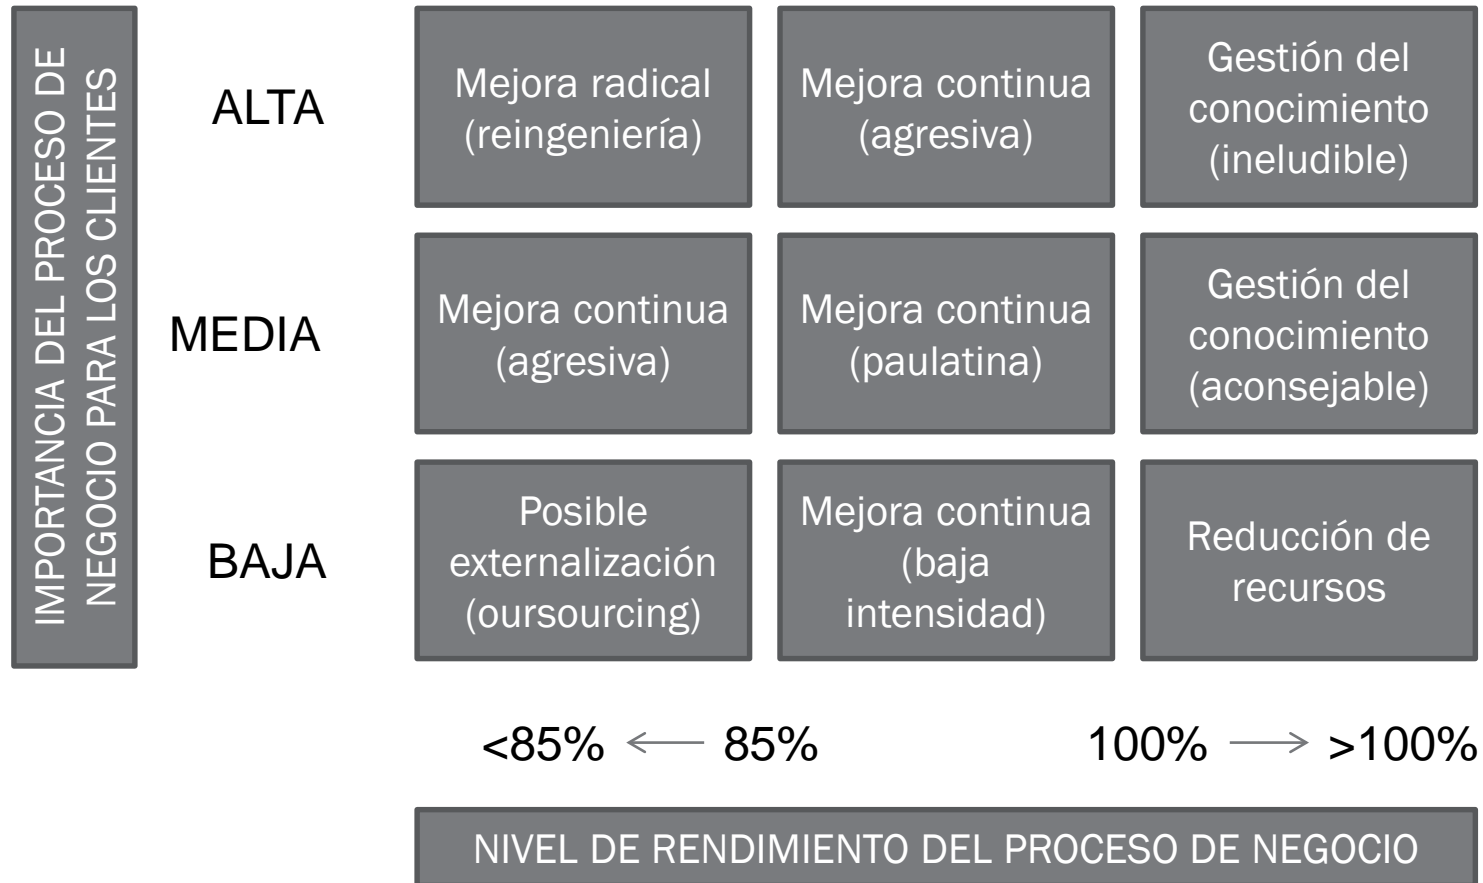 IMPORTANCIA DEL PROCESO DE
NEGOCIO PARA LOS CLIENTES
ALTA
Mejora radical
(reingeniería)
Mejora continua
(agresiva)
Gestión del
conocimiento
(ineludible)
MEDIA
Mejora continua
(agresiva)
Mejora continua
(paulatina)
Gestión del
conocimiento
(aconsejable)
BAJA
Posible
externalización
(oursourcing)
Mejora continua
(baja
intensidad)
Reducción de
recursos
<85% ← 85% 100% → >100%
NIVEL DE RENDIMIENTO DEL PROCESO DE NEGOCIO